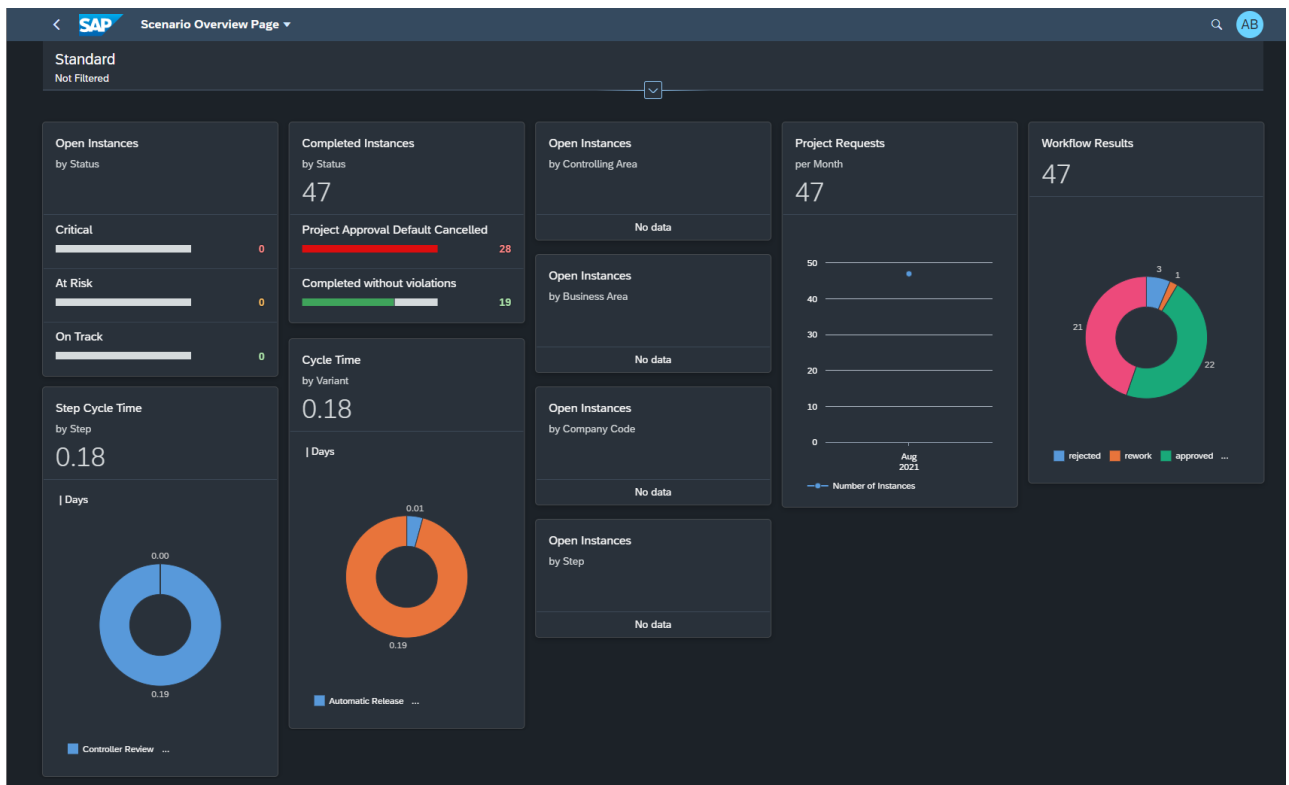 SAP Scenario Overview Page
AB
Standard
Not Filtered
Open Instances
by Status
Critical
0
At Risk
0
On Track
0
Step Cycle Time
by Step
0.18
| Days
0.00
0.19
Controller Review ...
Completed Instances
by Status
47
Project Approval Default Cancelled
28
Completed without violations
19
Cycle Time
by Variant
0.18
| Days
0.01
0.19
Automatic Release ...
Open Instances
by Controlling Area
No data
Open Instances
by Business Area
No data
Open Instances
by Company Code
No data
Open Instances
by Step
No data
Project Requests
per Month
47
50
40
30
20
10
0
Aug
2021
Number of Instances
Workflow Results
47
3
1
21
22
rejected rework approved ...